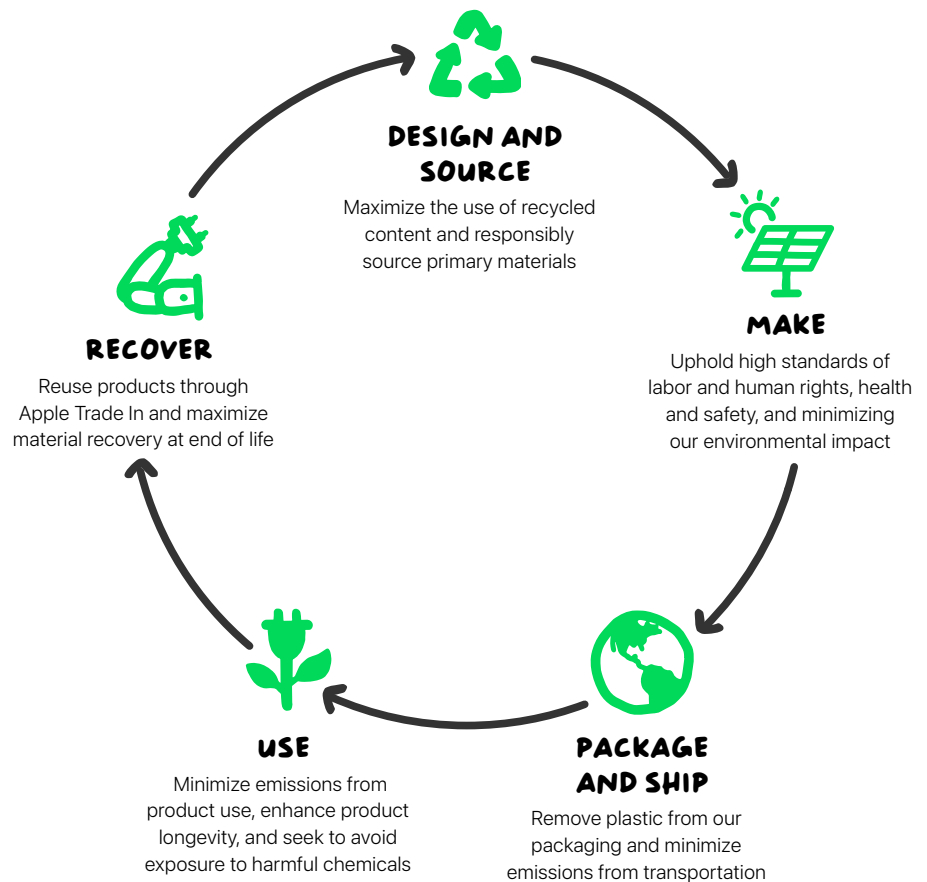 DESIGN AND
SOURCE
Maximize the use of recycled
content and responsibly
source primary materials
MAKE
Uphold high standards of
labor and human rights, health
and safety, and minimizing
our environmental impact
PACKAGE
AND SHIP
Remove plastic from our
packaging and minimize
emissions from transportation
USE
Minimize emissions from
product use, enhance product
longevity, and seek to avoid
exposure to harmful chemicals
RECOVER
Reuse products through
Apple Trade In and maximize
material recovery at end of life